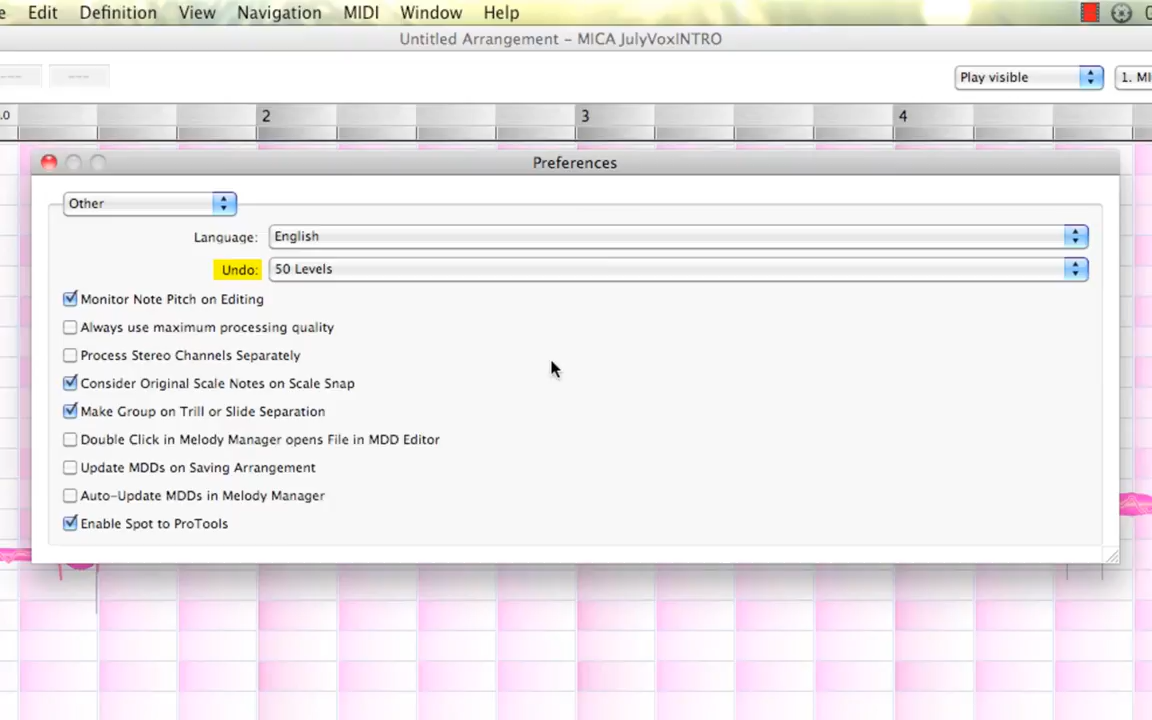 Edit Definition View Navigation MIDI Window Help
Untitled Arrangement – MICA JulyVoxINTRO
--- --- Play visible 1. MI
.0 2 3 4
Preferences
Other
Language: English
Undo: 50 Levels
Monitor Note Pitch on Editing
Always use maximum processing quality
Process Stereo Channels Separately
Consider Original Scale Notes on Scale Snap
Make Group on Trill or Slide Separation
Double Click in Melody Manager opens File in MDD Editor
Update MDDs on Saving Arrangement
Auto-Update MDDs in Melody Manager
Enable Spot to ProTools